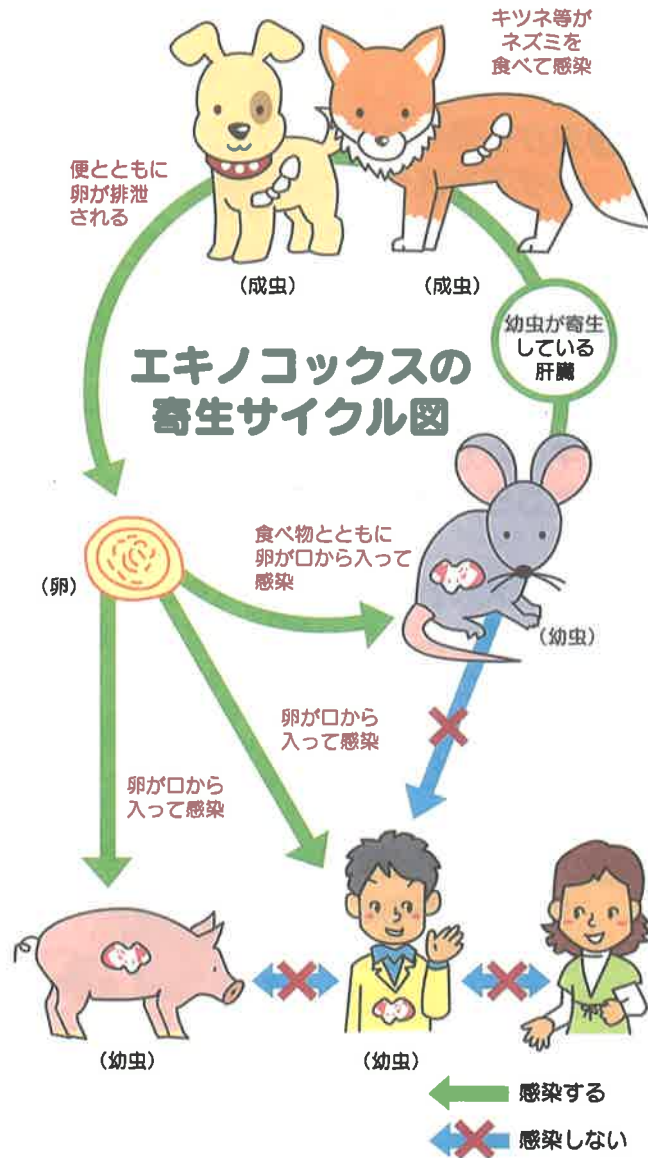 キツネ等が
ネズミを
食べて感染
便とともに
卵が排泄
される
(成虫)
(成虫)
幼虫が寄生
している
肝臓
エキノコックスの
寄生サイクル図
食べ物とともに
卵が口から入って
感染
(卵)
(幼虫)
卵が口から
入って感染
卵が口から
入って感染
(幼虫)
(幼虫)
感染する
感染しない